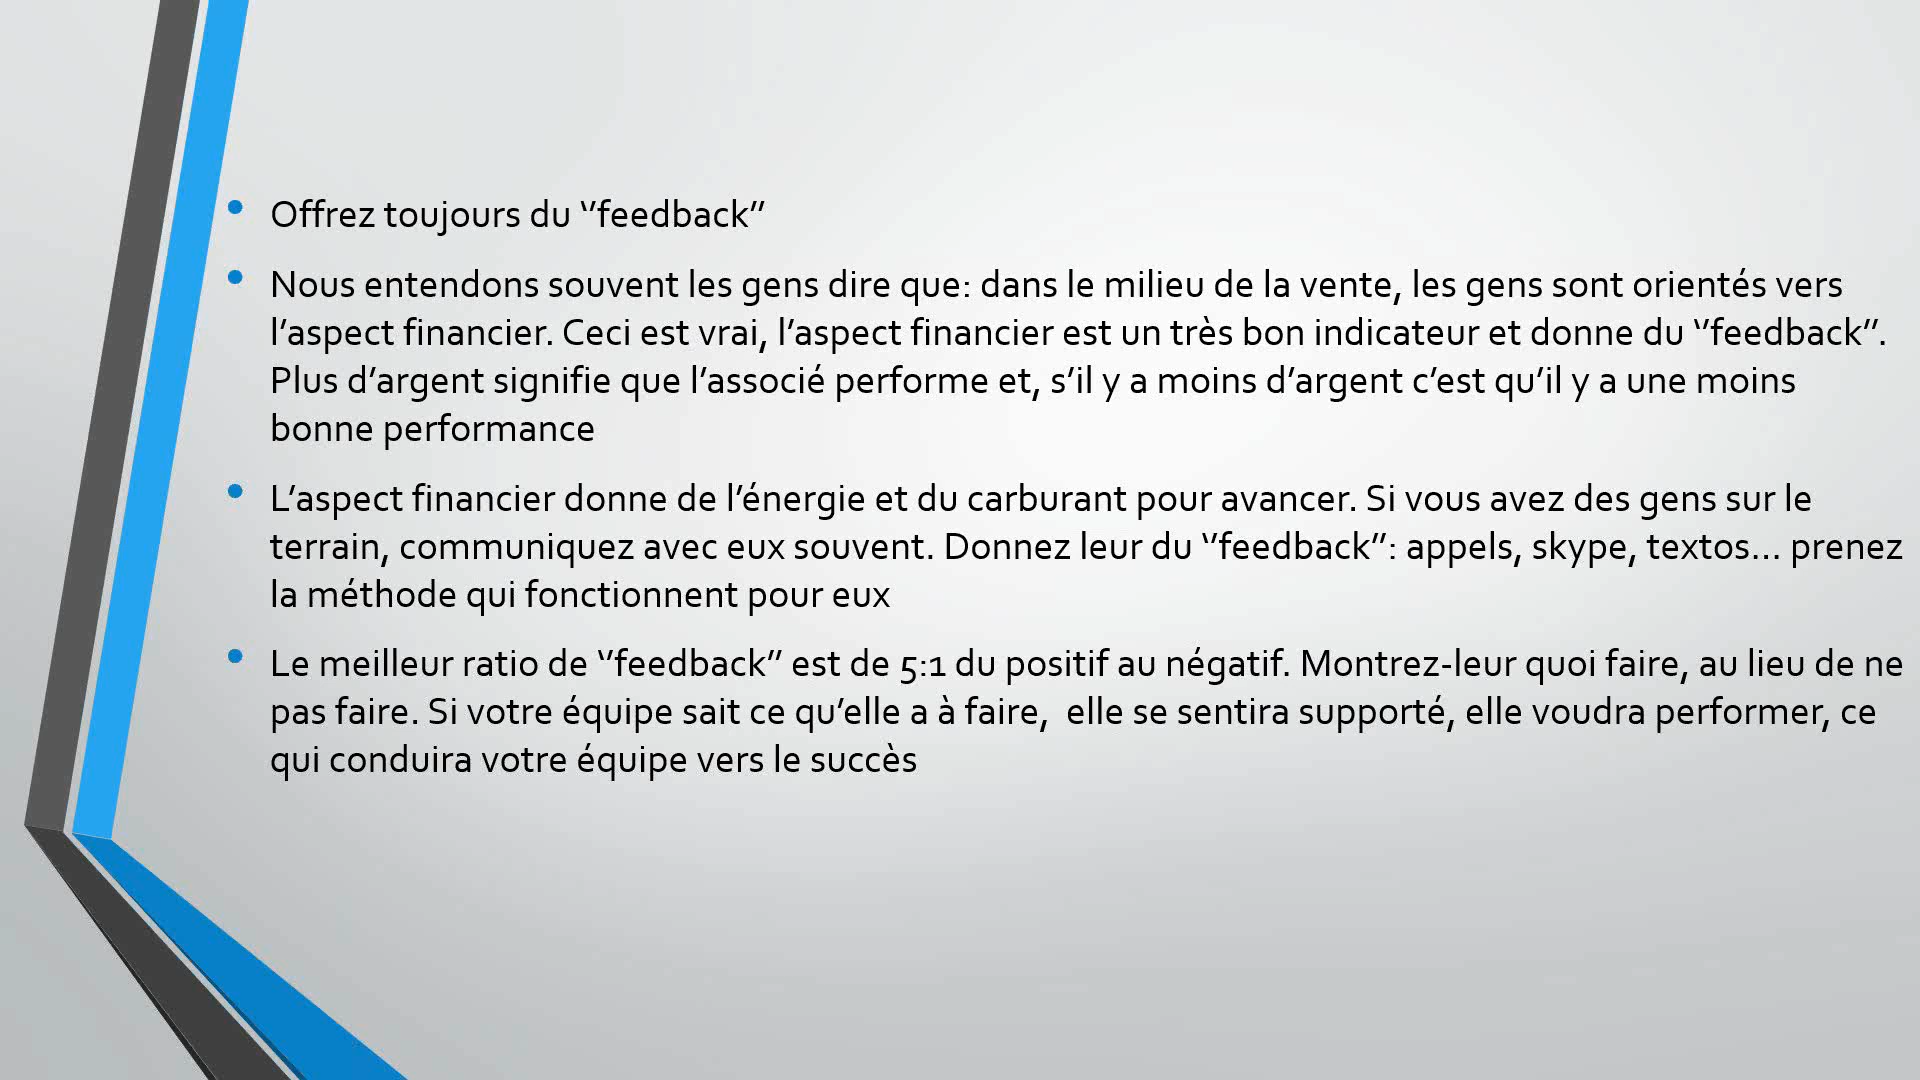 Offrez toujours du ‘’feedback’’
Nous entendons souvent les gens dire que: dans le milieu de la vente, les gens sont orientés vers
l’aspect financier. Ceci est vrai, l’aspect financier est un très bon indicateur et donne du ‘’feedback’’.
Plus d’argent signifie que l’associé performe et, s’il y a moins d’argent c’est qu’il y a une moins
bonne performance
L’aspect financier donne de l’énergie et du carburant pour avancer. Si vous avez des gens sur le
terrain, communiquez avec eux souvent. Donnez leur du ‘’feedback’’: appels, skype, textos… prenez
la méthode qui fonctionnent pour eux
Le meilleur ratio de ‘’feedback’’ est de 5:1 du positif au négatif. Montrez-leur quoi faire, au lieu de ne
pas faire. Si votre équipe sait ce qu’elle a à faire,  elle se sentira supporté, elle voudra performer, ce
qui conduira votre équipe vers le succès